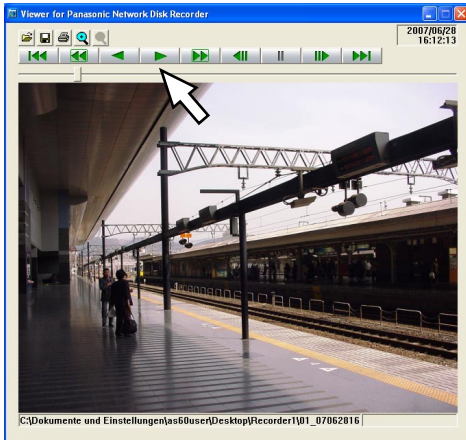 Viewer for Panasonic Network Disk Recorder
2007/06/28
16:12:13
C:\Dokumente und Einstellungen\as60user\Desktop\Recorder1\01_07062816